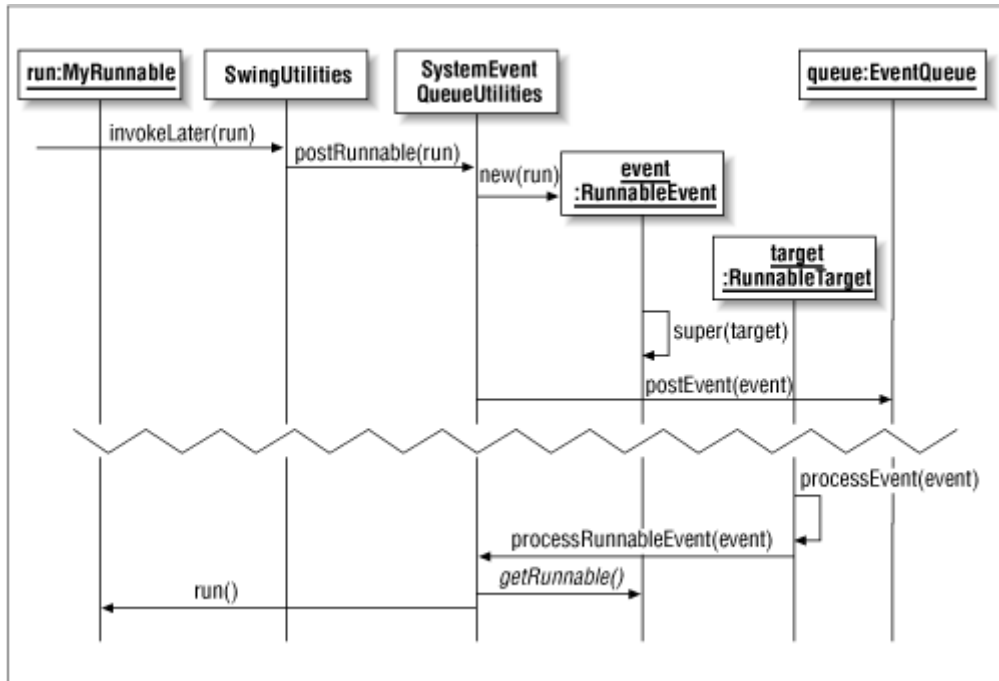 run:MyRunnable
SwingUtilities
SystemEvent
QueueUtilities
queue:EventQueue
invokeLater(run)
postRunnable(run)
new(run)
event
:RunnableEvent
target
:RunnableTarget
super(target)
postEvent(event)
processEvent(event)
processRunnableEvent(event)
getRunnable()
run()